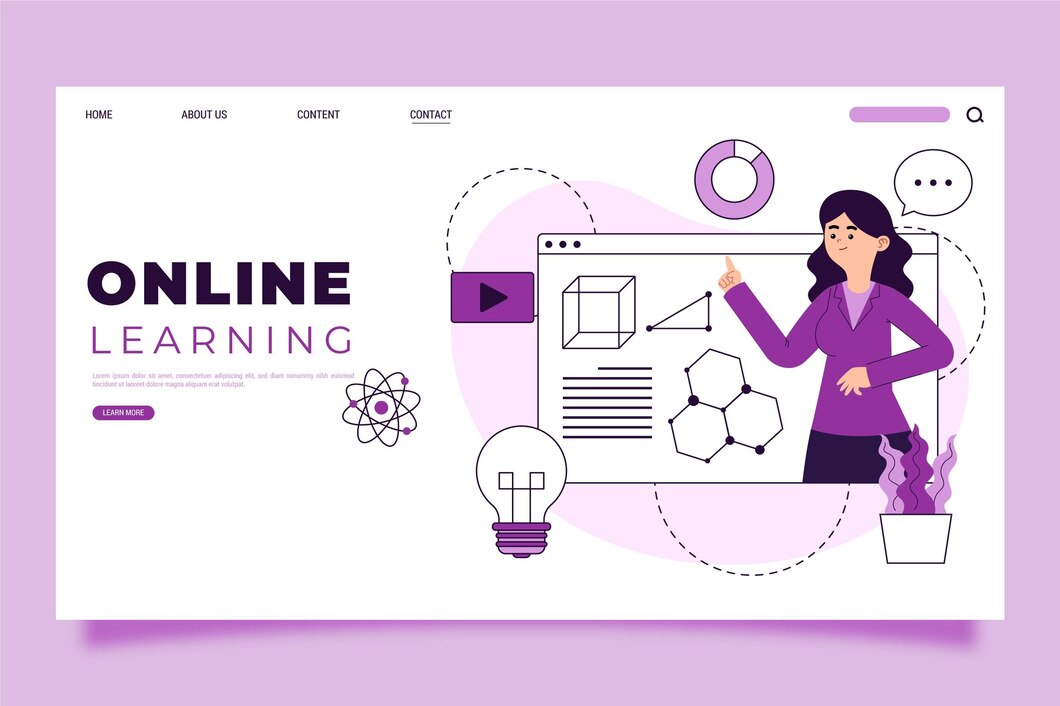 HOME ABOUT US CONTENT CONTACT
ONLINE
LEARNING
Lorem ipsum dolor sit amet, consectetuer adipiscing elit, sed diam nonummy nibh euismod
tincidunt ut laoreet dolore magna aliquam erat volutpat.
LEARN MORE